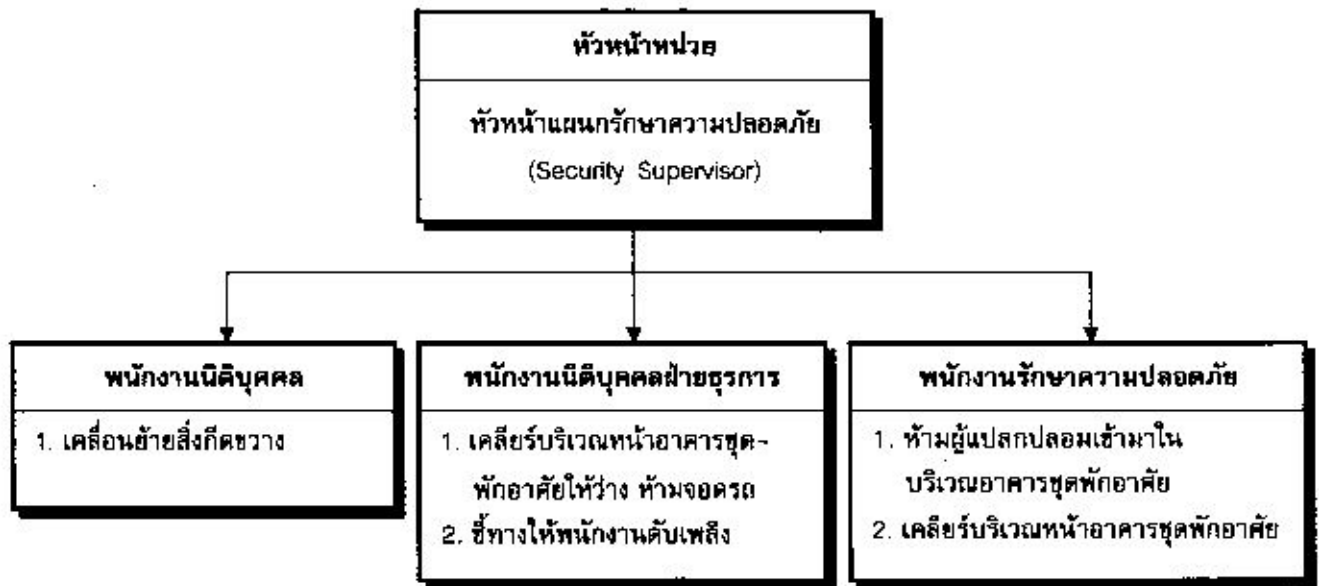 หัวหน้าหน่วย
หัวหน้าแผนกรักษาความปลอดภัย
(Security Supervisor)
พนักงานนิติบุคคล
1. เคลื่อนย้ายสิ่งกีดขวาง
พนักงานนิติบุคคลฝ่ายธุรการ
1. เคลียร์บริเวณหน้าอาคารชุด-
พักอาศัยให้ว่าง ห้ามจอดรถ
2. ชี้ทางให้พนักงานดับเพลิง
พนักงานรักษาความปลอดภัย
1. ห้ามผู้แปลกปลอมเข้ามาใน
บริเวณอาคารชุดพักอาศัย
2. เคลียร์บริเวณหน้าอาคารชุดพักอาศัย